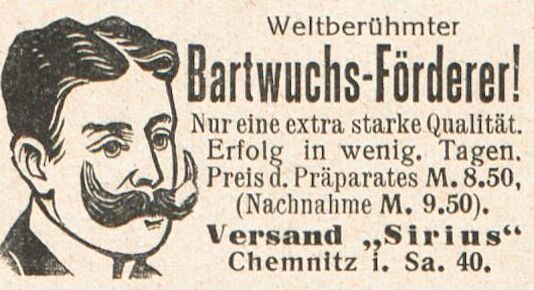 Weltberühmter
Bartwuchs-Förderer!
Nur eine extra starke Qualität.
Erfolg in wenig. Tagen.
Preis d. Präparates M. 8.50,
(Nachnahme M. 9.50).
Versand „Sirius“
Chemnitz i. Sa. 40.